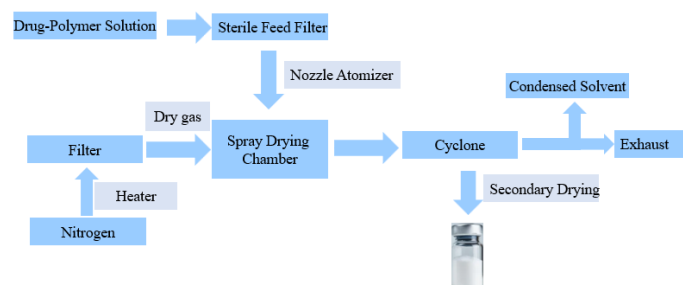 Drug-Polymer Solution
Sterile Feed Filter
Nozzle Atomizer
Condensed Solvent
Dry gas
Filter
Spray Drying
Chamber
Cyclone
Exhaust
Heater
Secondary Drying
Nitrogen